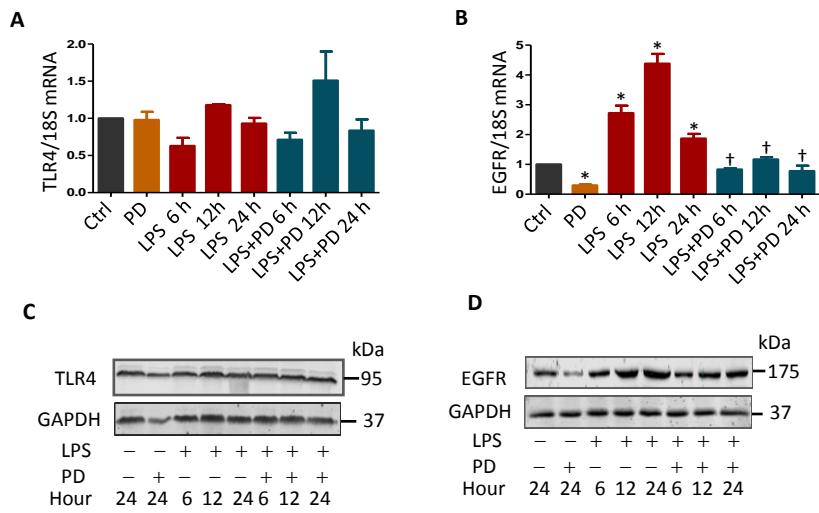 A
TLR4/18S mRNA
2.0
1.5
1.0
0.5
0.0
Ctrl
PD
LPS 6 h
LPS 12h
LPS 24 h
LPS+PD 6 h
LPS+PD 12h
LPS+PD 24 h
B
EGFR/18S mRNA
5
4
3
2
1
0
* * * * † † †
Ctrl
PD
LPS 6 h
LPS 12h
LPS 24 h
LPS+PD 6 h
LPS+PD 12h
LPS+PD 24 h
C
kDa
TLR4 95
GAPDH 37
LPS − − + + + + + +
PD − + − − − + + +
Hour 24 24 6 12 24 6 12 24
D
kDa
EGFR 175
GAPDH 37
LPS − − + + + + + +
PD − + − − − + + +
Hour 24 24 6 12 24 6 12 24